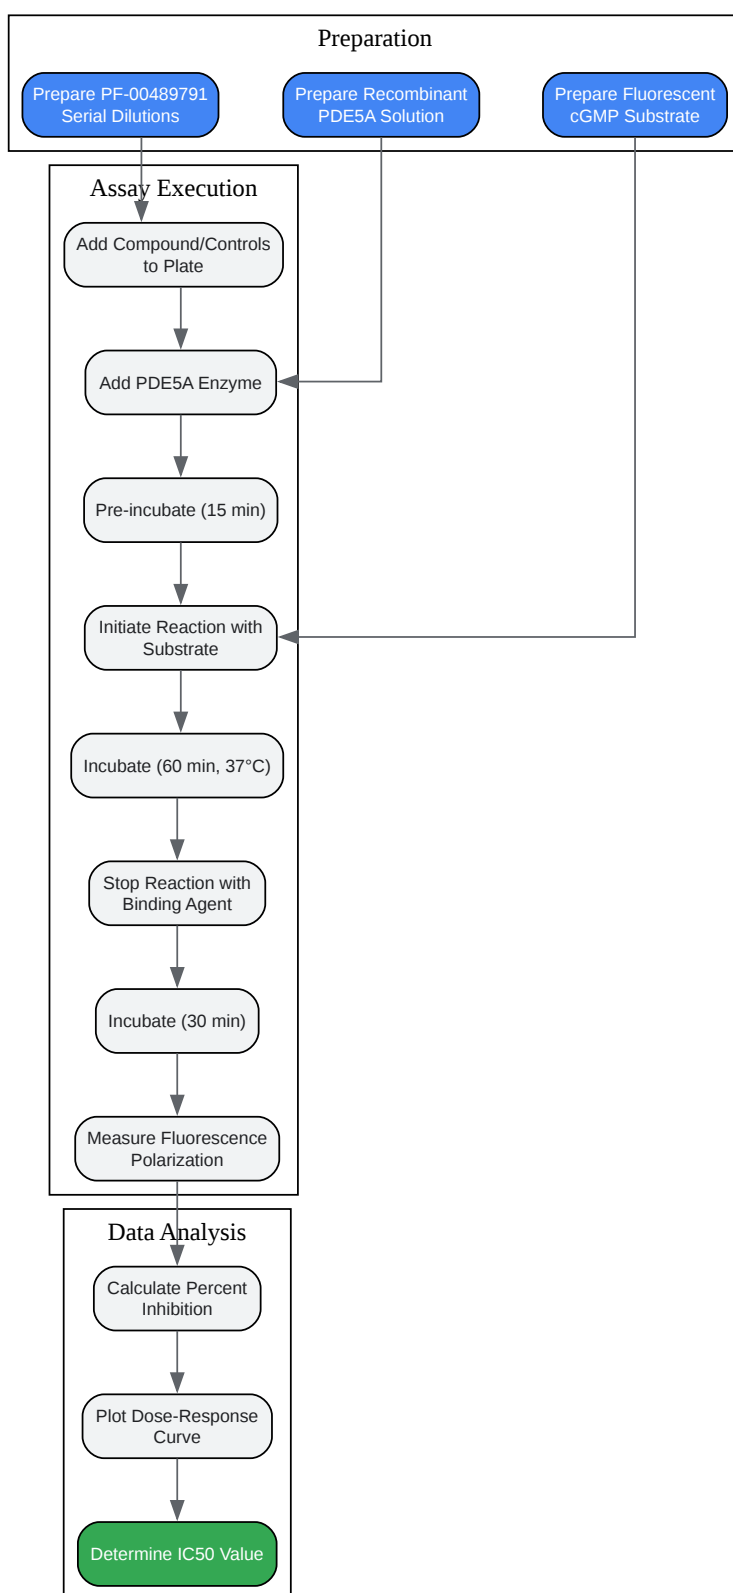 Preparation
Prepare PF-00489791
Serial Dilutions
Prepare Recombinant
PDE5A Solution
Prepare Fluorescent
cGMP Substrate
Assay Execution
Add Compound/Controls
to Plate
Add PDE5A Enzyme
Pre-incubate (15 min)
Initiate Reaction with
Substrate
Incubate (60 min, 37°C)
Stop Reaction with
Binding Agent
Incubate (30 min)
Measure Fluorescence
Polarization
Data Analysis
Calculate Percent
Inhibition
Plot Dose-Response
Curve
Determine IC50 Value